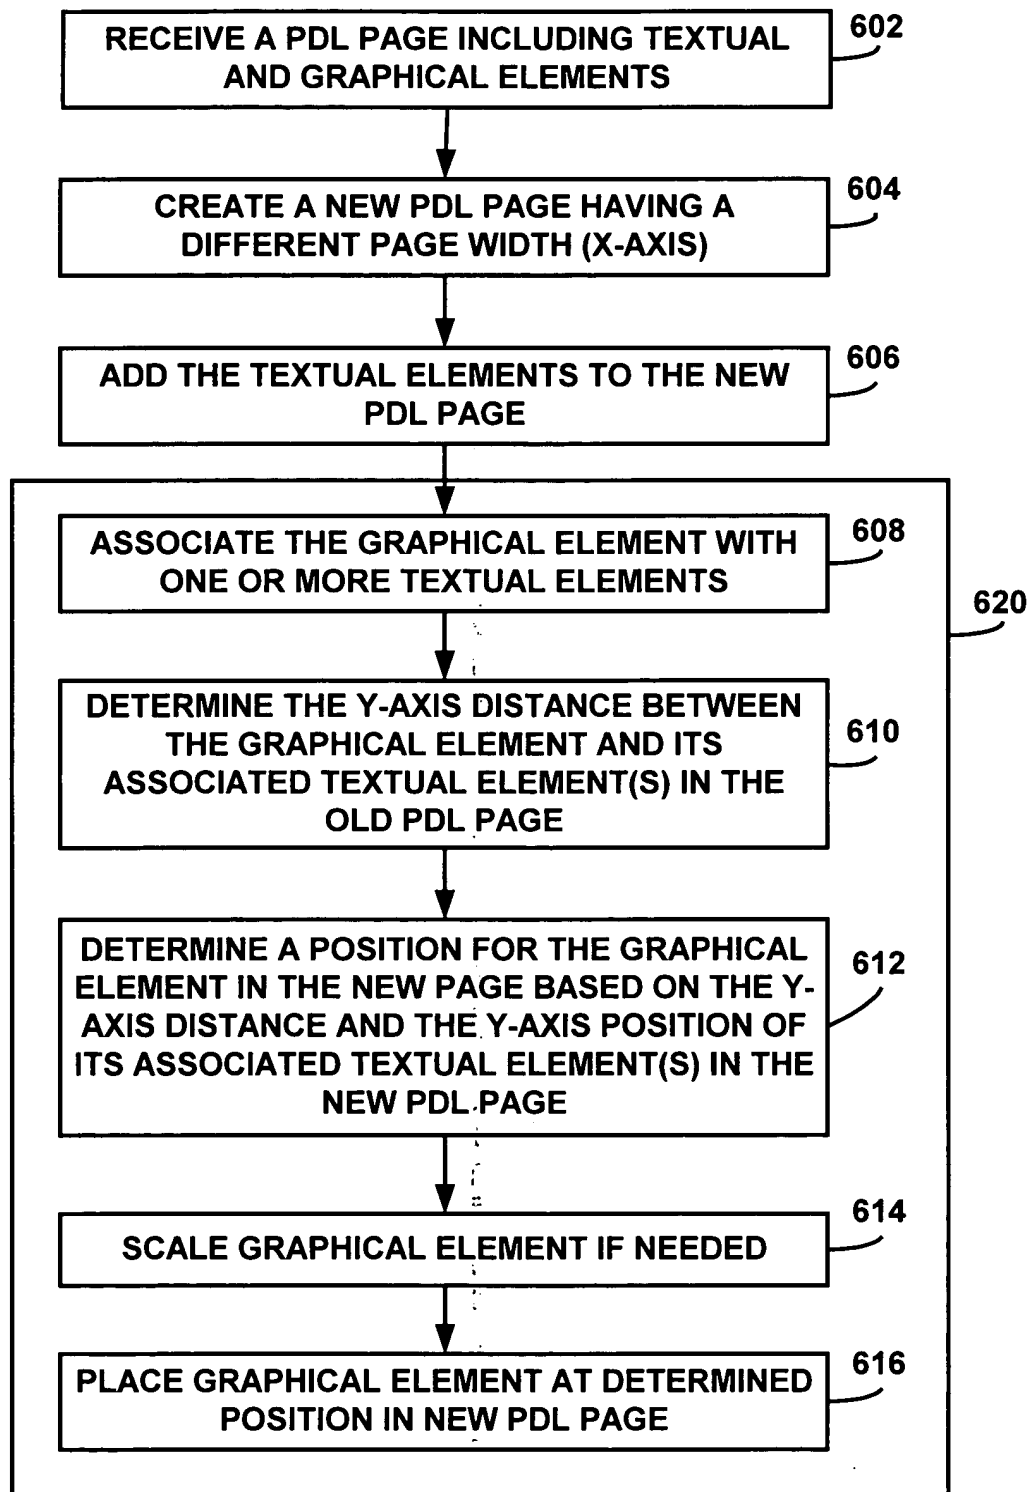 RECEIVE A PDL PAGE INCLUDING TEXTUAL
AND GRAPHICAL ELEMENTS
602
CREATE A NEW PDL PAGE HAVING A
DIFFERENT PAGE WIDTH (X-AXIS)
604
ADD THE TEXTUAL ELEMENTS TO THE NEW
PDL PAGE
606
ASSOCIATE THE GRAPHICAL ELEMENT WITH
ONE OR MORE TEXTUAL ELEMENTS
608
620
DETERMINE THE Y-AXIS DISTANCE BETWEEN
THE GRAPHICAL ELEMENT AND ITS
ASSOCIATED TEXTUAL ELEMENT(S) IN THE
OLD PDL PAGE
610
DETERMINE A POSITION FOR THE GRAPHICAL
ELEMENT IN THE NEW PAGE BASED ON THE Y-
AXIS DISTANCE AND THE Y-AXIS POSITION OF
ITS ASSOCIATED TEXTUAL ELEMENT(S) IN THE
NEW PDL PAGE
612
SCALE GRAPHICAL ELEMENT IF NEEDED
614
PLACE GRAPHICAL ELEMENT AT DETERMINED
POSITION IN NEW PDL PAGE
616